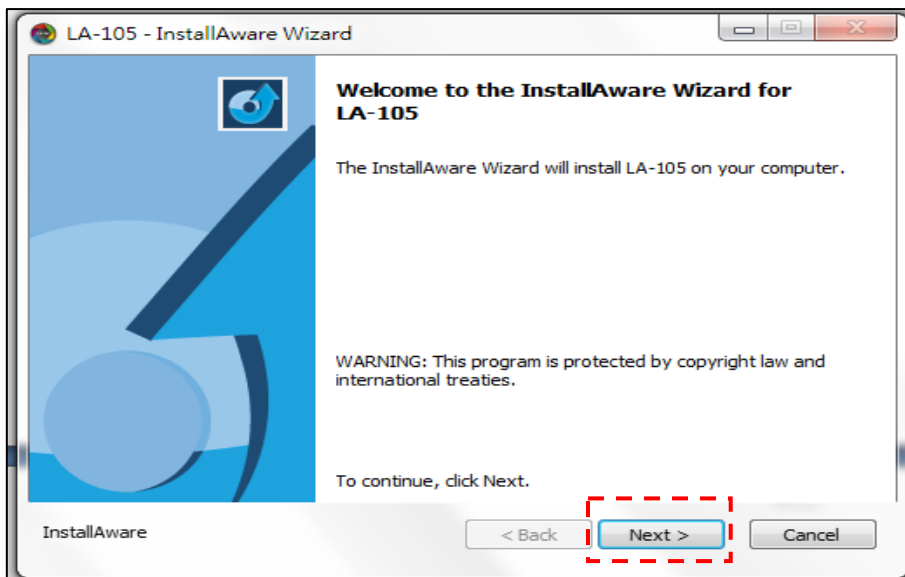 LA-105 - InstallAware Wizard
Welcome to the InstallAware Wizard for
LA-105
The InstallAware Wizard will install LA-105 on your computer.
WARNING: This program is protected by copyright law and
international treaties.
To continue, click Next.
InstallAware
< Back
Next >
Cancel